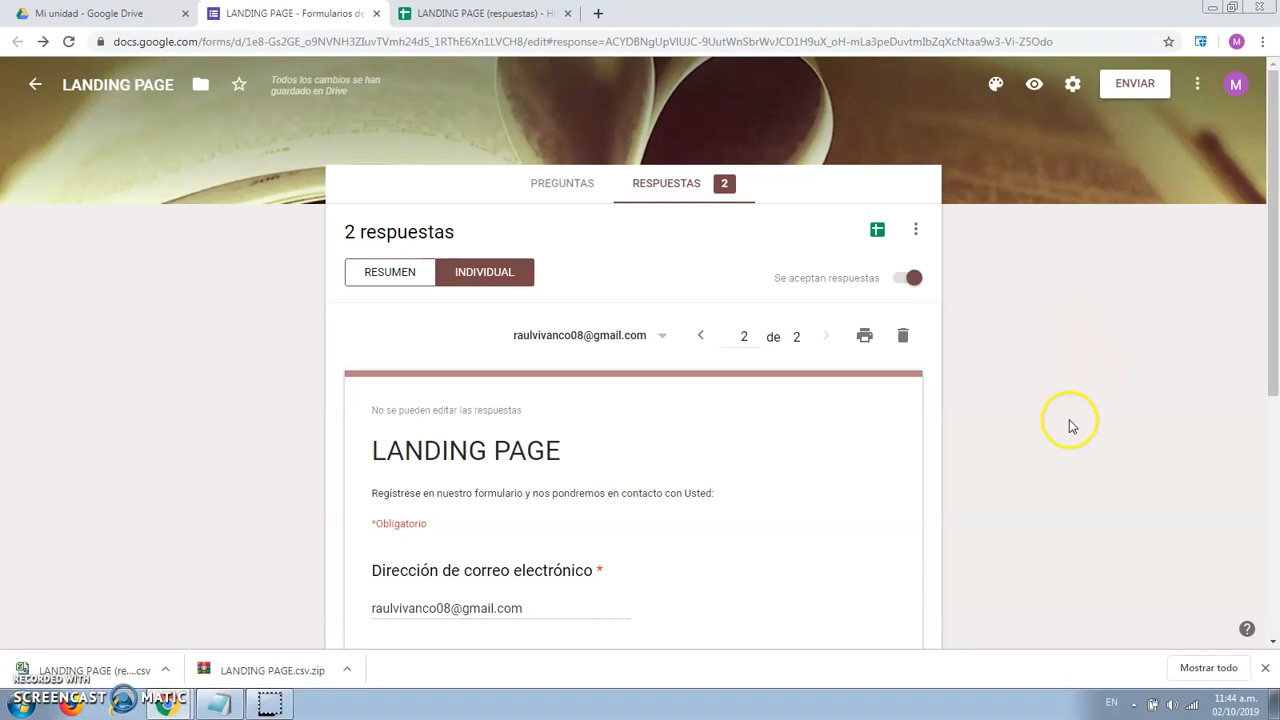 Mi unidad - Google Drive
LANDING PAGE - Formularios de
LANDING PAGE (respuestas) - Ho
docs.google.com/forms/d/1e8-Gs2GE_o9NVNH3ZIuvTVmh24d5_1RThE6Xn1LVCH8/edit#response=ACYDBNgUpVlUJC-9UutWnSbrWvJCD1H9uX_oH-mLa3peDuvtmIbZqXcNtaa9w3-Vi-Z5Odo
M
LANDING PAGE
Todos los cambios se han
guardado en Drive
ENVIAR
M
PREGUNTAS
RESPUESTAS 2
2 respuestas
RESUMEN
INDIVIDUAL
Se aceptan respuestas
raulvivanco08@gmail.com
2 de 2
No se pueden editar las respuestas
LANDING PAGE
Regístrese en nuestro formulario y nos pondremos en contacto con Usted:
*Obligatorio
Dirección de correo electrónico *
raulvivanco08@gmail.com
LANDING PAGE (re....csv
LANDING PAGE.csv.zip
Mostrar todo
RECORDED WITH
SCREENCAST MATIC
EN
11:44 a.m.
02/10/2019